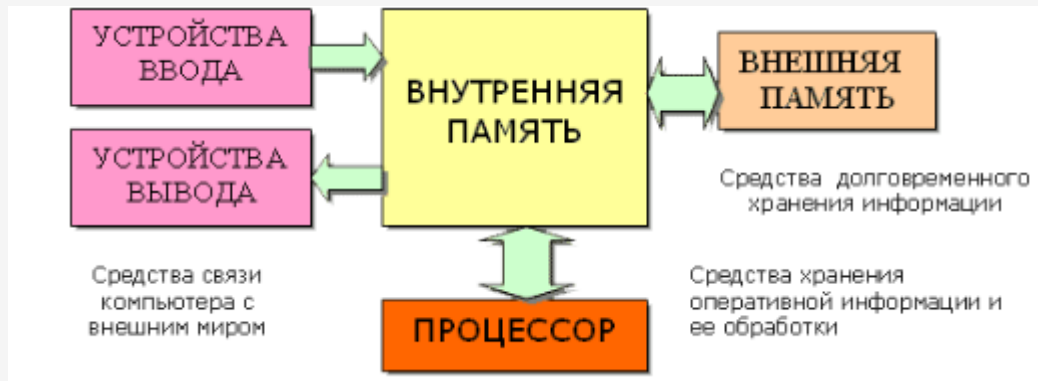 УСТРОЙСТВА
ВВОДА
УСТРОЙСТВА
ВЫВОДА
ВНУТРЕННЯЯ
ПАМЯТЬ
ВНЕШНЯЯ
ПАМЯТЬ
Средства долговременного
хранения информации
Средства связи
компьютера с
внешним миром
ПРОЦЕССОР
Средства хранения
оперативной информации и
ее обработки